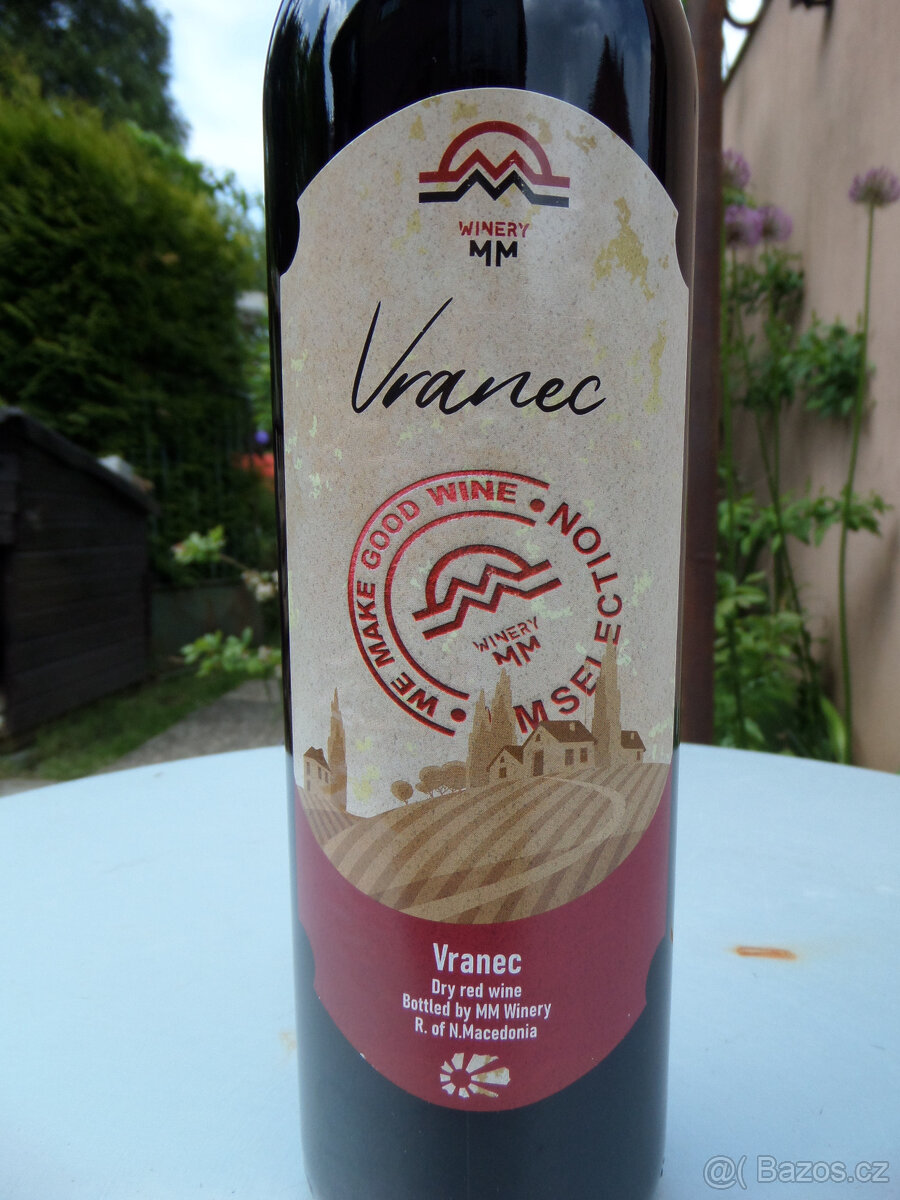 WINERY
MM
Vranec
WE MAKE GOOD WINE • M SELECTION •
WINERY
MM
Vranec
Dry red wine
Bottled by MM Winery
R. of N.Macedonia
@( Bazos.cz